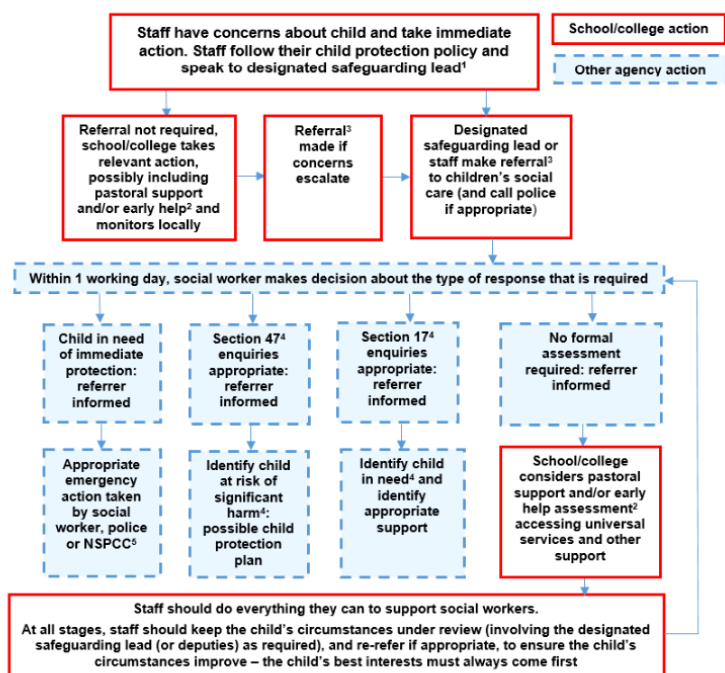 Staff have concerns about child and take immediate
action. Staff follow their child protection policy and
speak to designated safeguarding lead¹
School/college action
Other agency action
Referral not required,
school/college takes
relevant action,
possibly including
pastoral support
and/or early help² and
monitors locally
Referral³
made if
concerns
escalate
Designated
safeguarding lead or
staff make referral³
to children's social
care (and call police
if appropriate)
Within 1 working day, social worker makes decision about the type of response that is required
Child in need
of immediate
protection:
referrer
informed
Section 47⁴
enquiries
appropriate:
referrer
informed
Section 17⁴
enquiries
appropriate:
referrer
informed
No formal
assessment
required: referrer
informed
Appropriate
emergency
action taken
by social
worker, police
or NSPCC⁵
Identify child
at risk of
significant
harm⁴:
possible child
protection
plan
Identify child
in need⁴ and
identify
appropriate
support
School/college
considers pastoral
support and/or early
help assessment²
accessing universal
services and other
support
Staff should do everything they can to support social workers.
At all stages, staff should keep the child's circumstances under review (involving the designated
safeguarding lead (or deputies) as required), and re-refer if appropriate, to ensure the child's
circumstances improve – the child's best interests must always come first